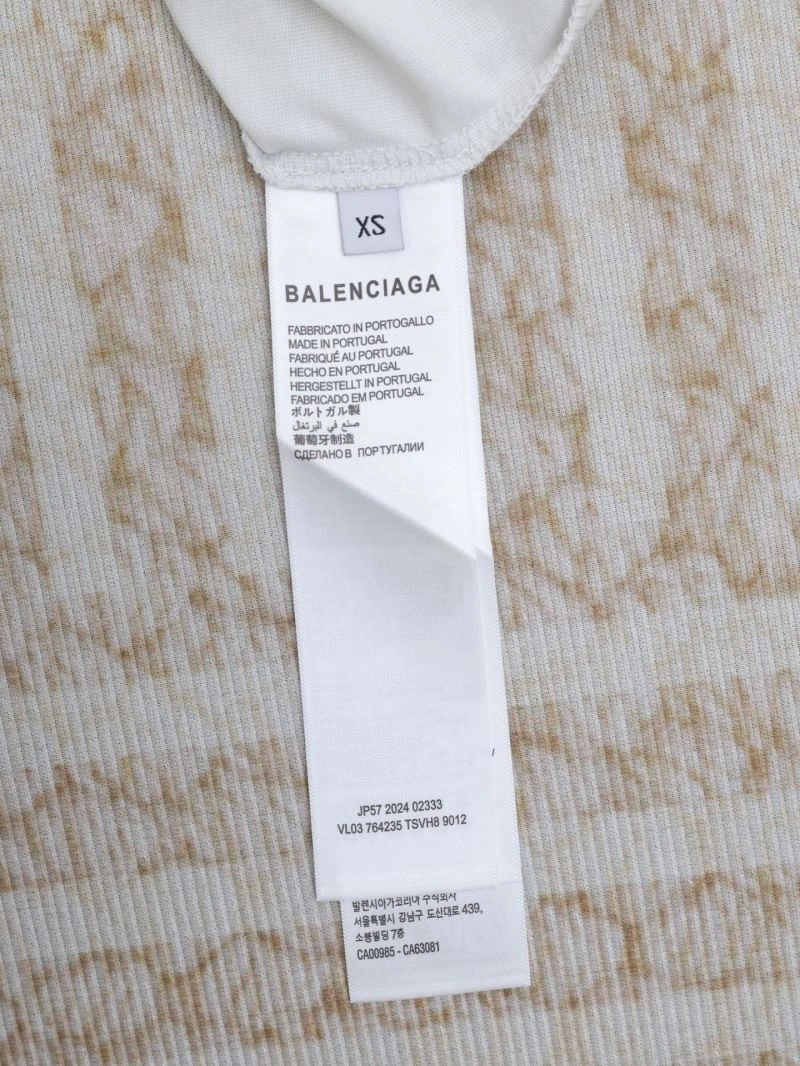 XS
BALENCIAGA
FABBRICATO IN PORTOGALLO
MADE IN PORTUGAL
FABRIQUÉ AU PORTUGAL
HECHO EN PORTUGAL
HERGESTELLT IN PORTUGAL
FABRICADO EM PORTUGAL
ポルトガル製
صنع في البرتغال
葡萄牙制造
СДЕЛАНО В ПОРТУГАЛИИ
JP57 2024 02333
VL03 764235 TSVH8 9012
발렌시아가코리아 주식회사
서울특별시 강남구 도산대로 439,
소봉빌딩 7층
CA00985 - CA63081